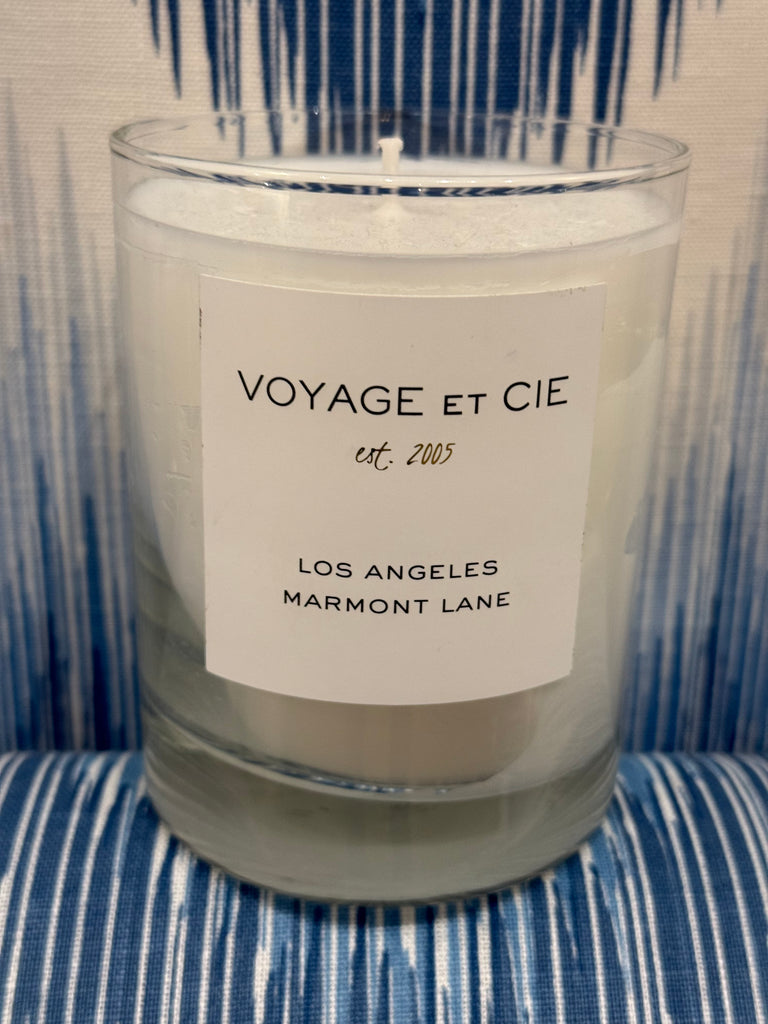 VOYAGE ET CIE
est. 2005
LOS ANGELES
MARMONT LANE